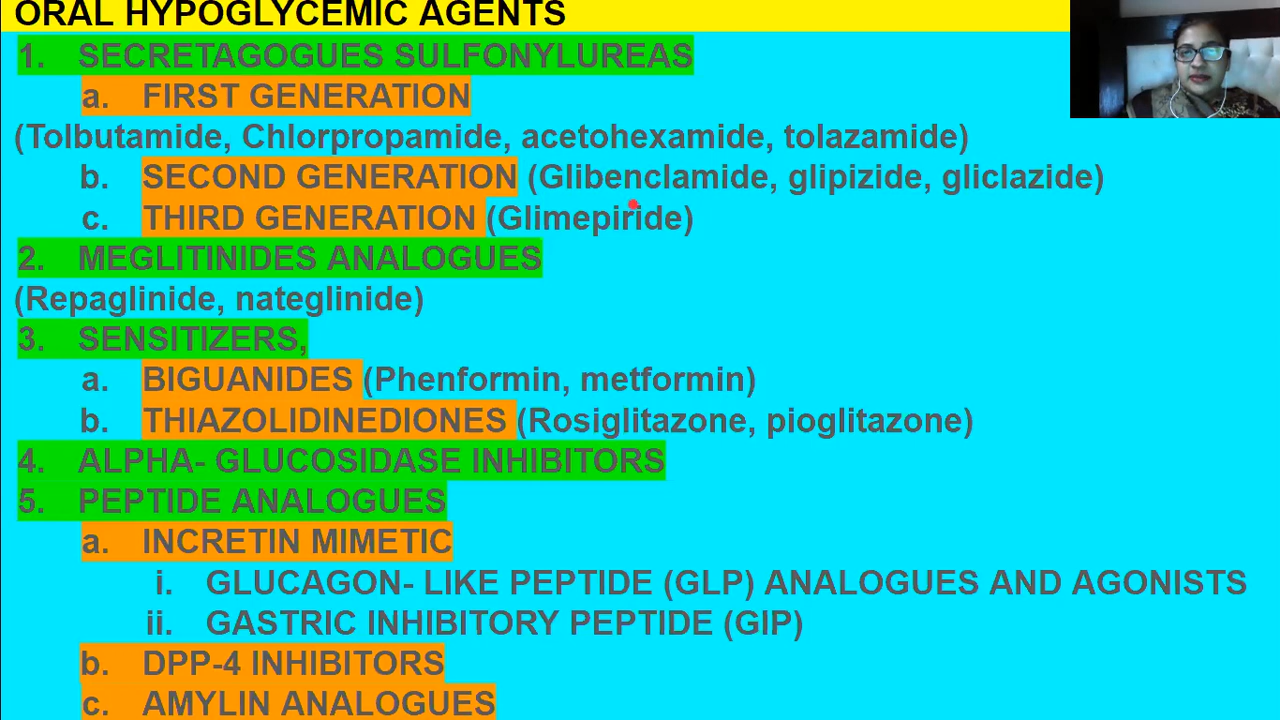 ORAL HYPOGLYCEMIC AGENTS
1. SECRETAGOGUES SULFONYLUREAS
a. FIRST GENERATION
(Tolbutamide, Chlorpropamide, acetohexamide, tolazamide)
b. SECOND GENERATION (Glibenclamide, glipizide, gliclazide)
c. THIRD GENERATION (Glimepiride)
2. MEGLITINIDES ANALOGUES
(Repaglinide, nateglinide)
3. SENSITIZERS,
a. BIGUANIDES (Phenformin, metformin)
b. THIAZOLIDINEDIONES (Rosiglitazone, pioglitazone)
4. ALPHA- GLUCOSIDASE INHIBITORS
5. PEPTIDE ANALOGUES
a. INCRETIN MIMETIC
i. GLUCAGON- LIKE PEPTIDE (GLP) ANALOGUES AND AGONISTS
ii. GASTRIC INHIBITORY PEPTIDE (GIP)
b. DPP-4 INHIBITORS
c. AMYLIN ANALOGUES